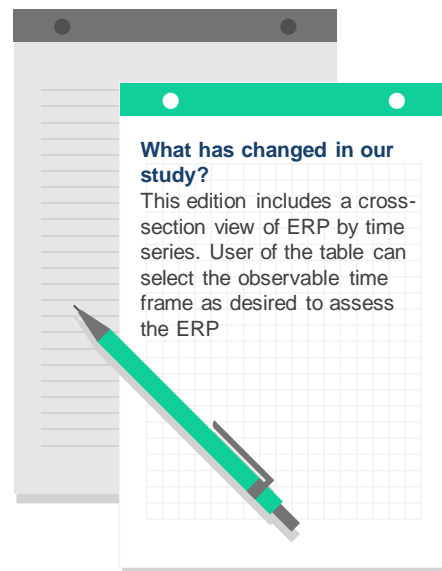 What has changed in our
study?
This edition includes a cross-
section view of ERP by time
series. User of the table can
select the observable time
frame as desired to assess
the ERP